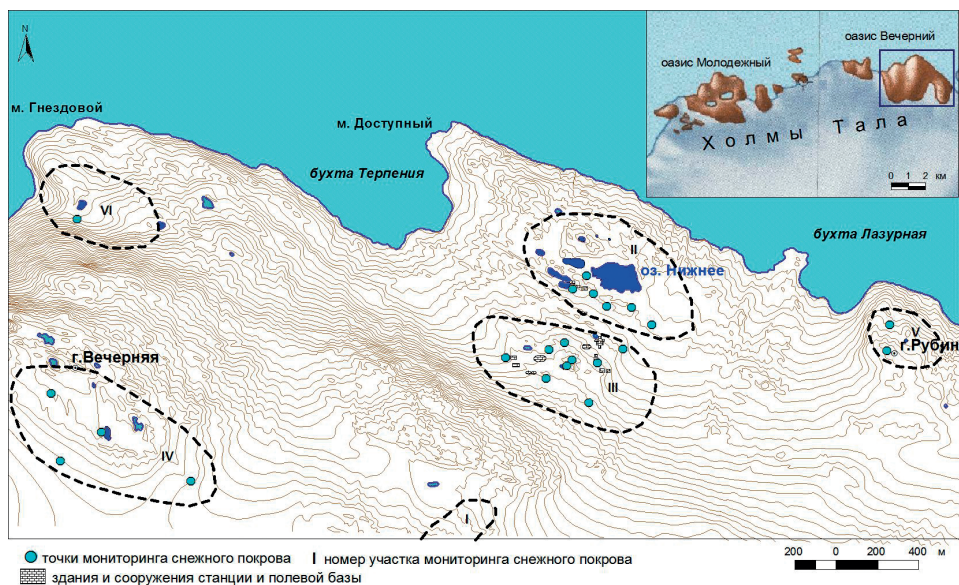 N
м. Гнездовой
м. Доступный
бухта Терпения
оазис Вечерний
оазис Молодежный
Холмы Тала
0 1 2 км
бухта Лазурная
VI
II
оз. Нижнее
V
г.Рубин
г.Вечерняя
III
IV
I
точки мониторинга снежного покрова
I номер участка мониторинга снежного покрова
здания и сооружения станции и полевой базы
200 0 200 400 м